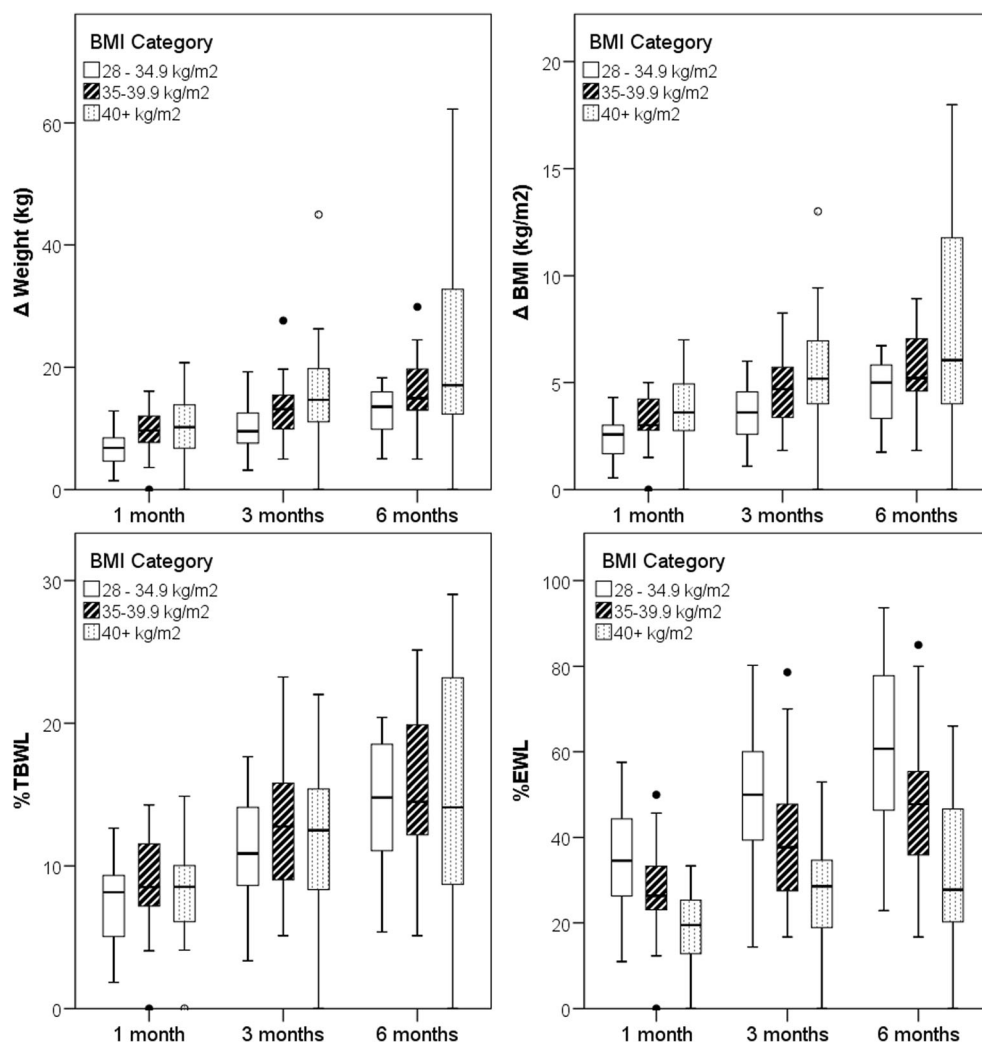 BMI Category
28 - 34.9 kg/m2
35-39.9 kg/m2
40+ kg/m2
Δ Weight (kg)
60
40
20
0
1 month 3 months 6 months
BMI Category
28 - 34.9 kg/m2
35-39.9 kg/m2
40+ kg/m2
Δ BMI (kg/m2)
20
15
10
5
0
1 month 3 months 6 months
BMI Category
28 - 34.9 kg/m2
35-39.9 kg/m2
40+ kg/m2
%TBWL
30
20
10
0
1 month 3 months 6 months
BMI Category
28 - 34.9 kg/m2
35-39.9 kg/m2
40+ kg/m2
%EWL
100
80
60
40
20
0
1 month 3 months 6 months